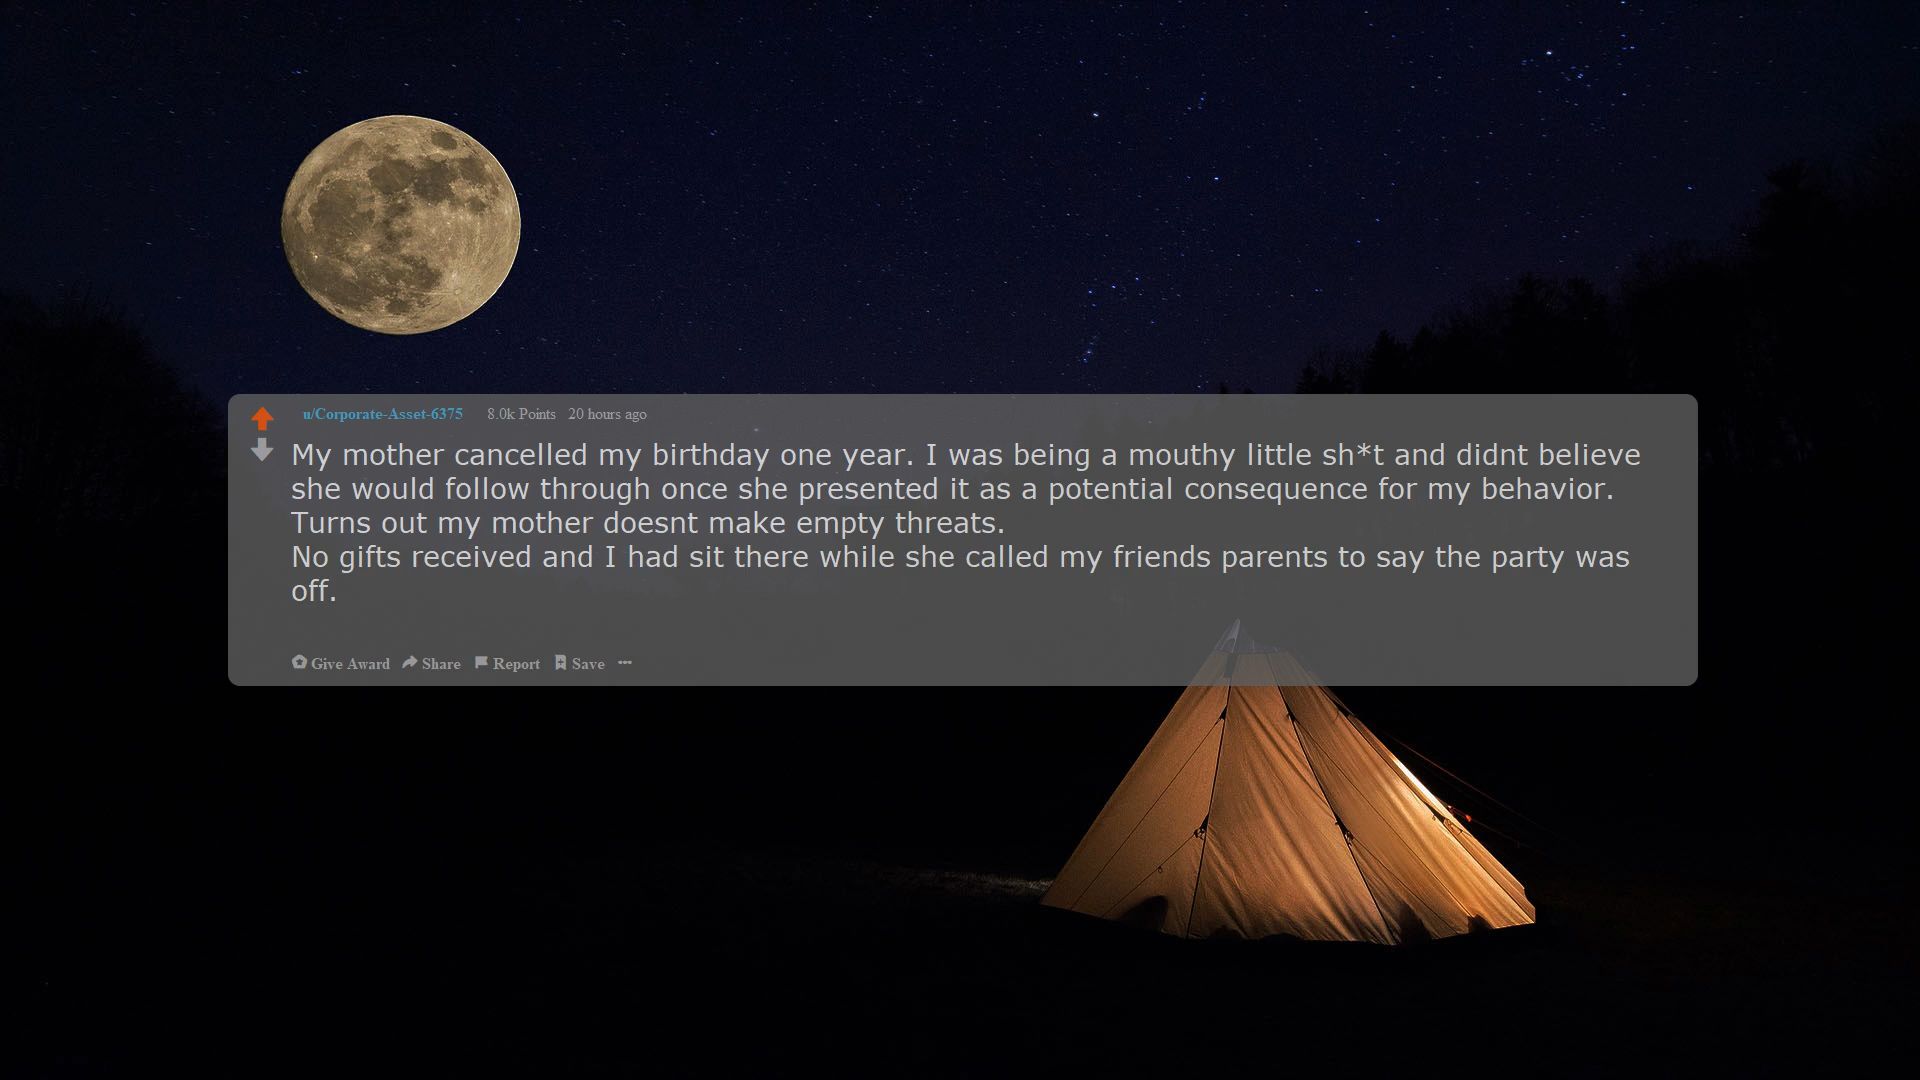 u/Corporate-Asset-6375 8.0k Points 20 hours ago
My mother cancelled my birthday one year. I was being a mouthy little sh*t and didnt believe
she would follow through once she presented it as a potential consequence for my behavior.
Turns out my mother doesnt make empty threats.
No gifts received and I had sit there while she called my friends parents to say the party was
off.
Give Award Share Report Save